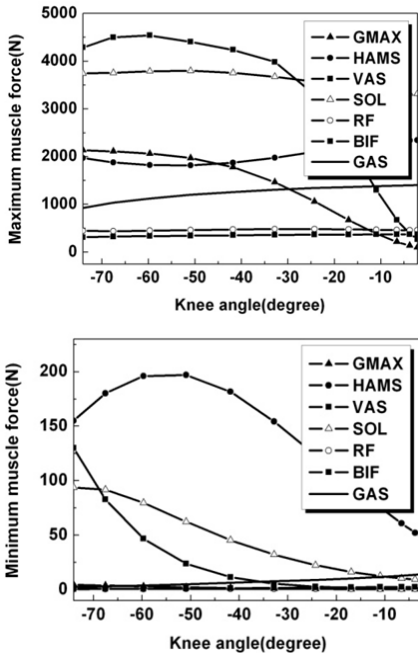 Maximum muscle force(N)
5000
4000
3000
2000
1000
0
GMAX
HAMS
VAS
SOL
RF
BIF
GAS
-70 -60 -50 -40 -30 -20 -10
Knee angle(degree)
Minimum muscle force(N)
200
150
100
50
0
GMAX
HAMS
VAS
SOL
RF
BIF
GAS
-70 -60 -50 -40 -30 -20 -10
Knee angle(degree)